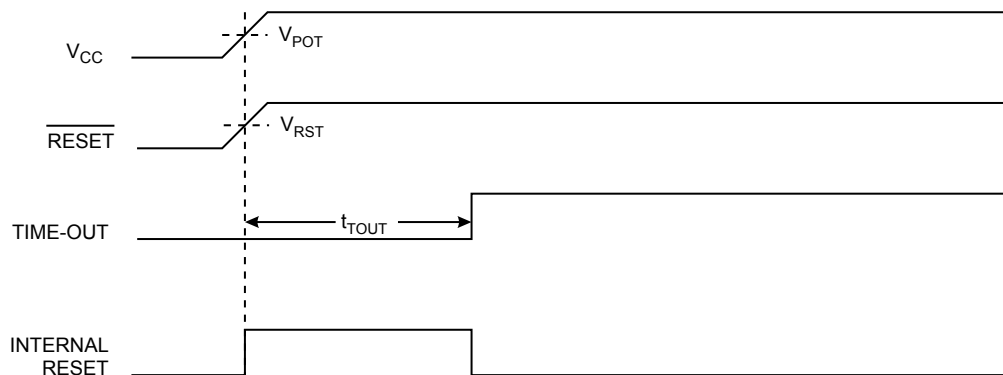 V_CC
V_POT
RESET
V_RST
TIME-OUT
t_TOUT
INTERNAL
RESET